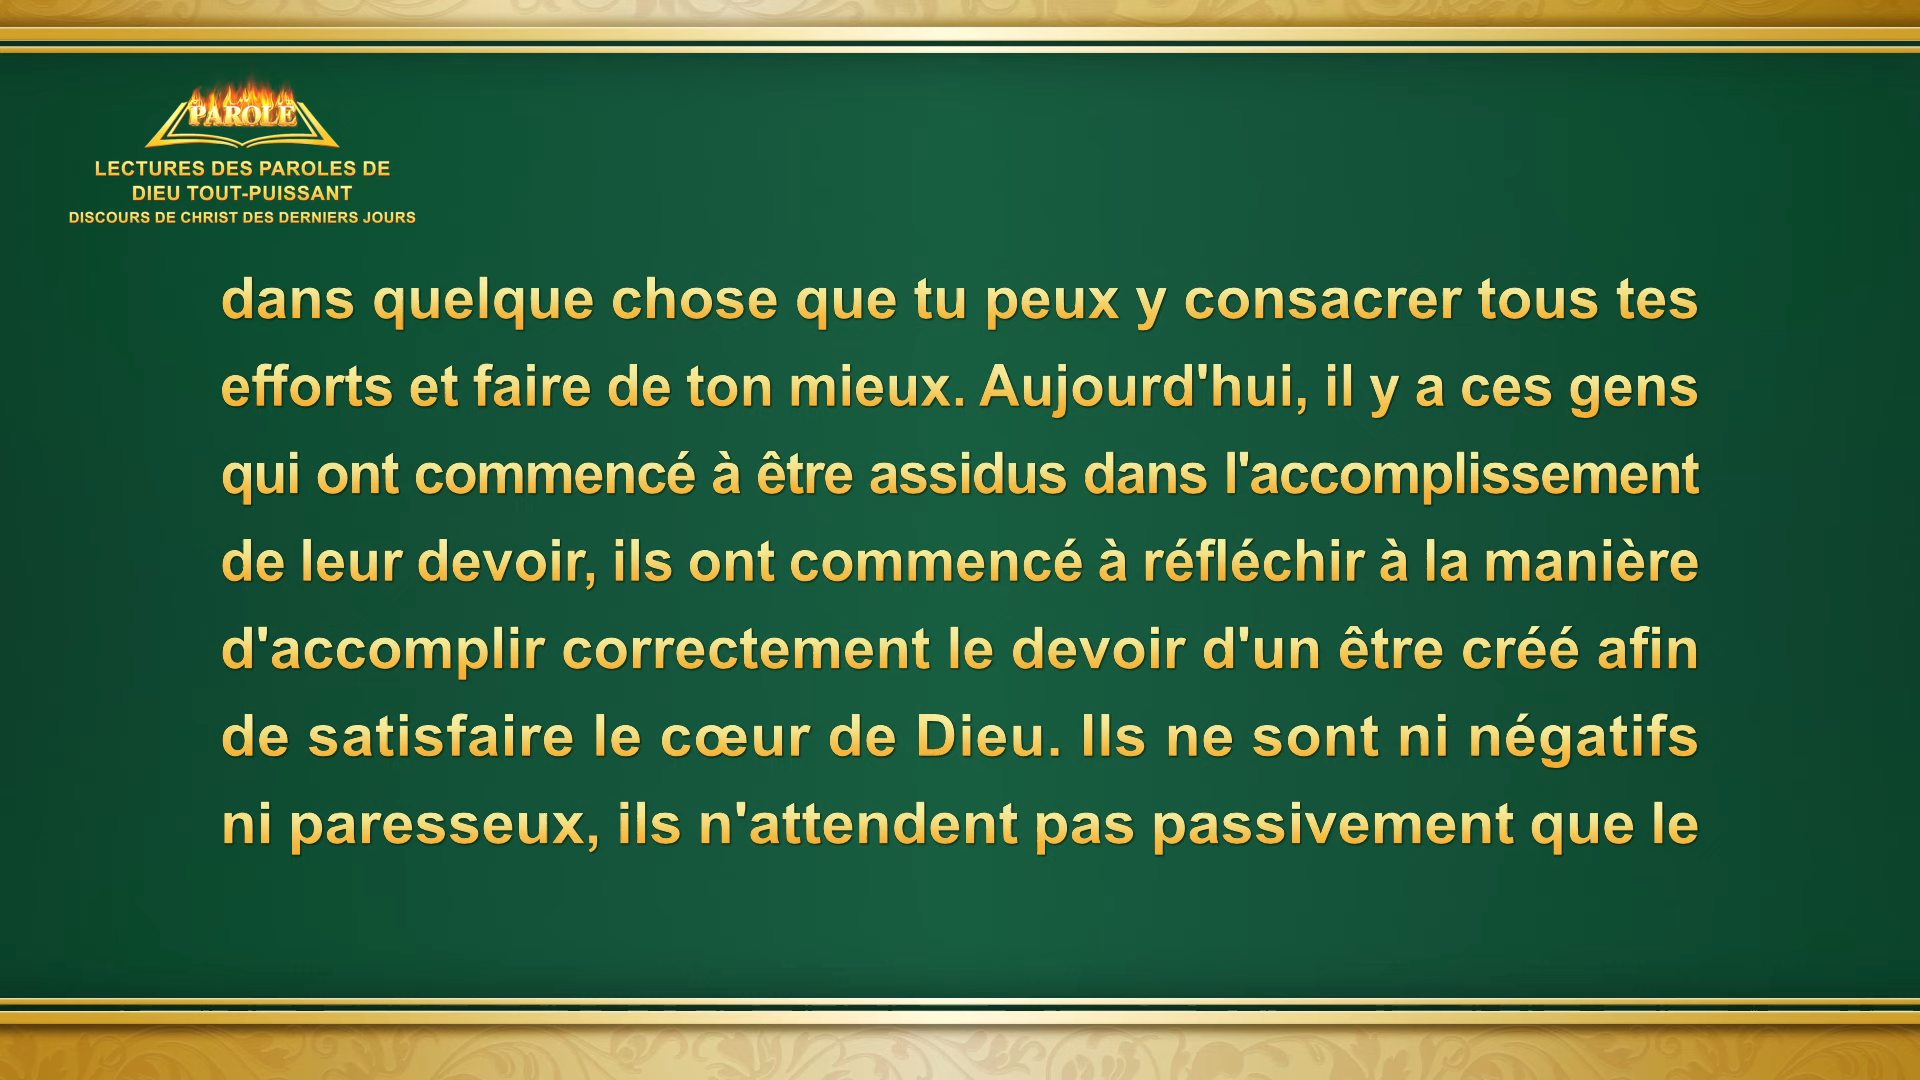 PAROLE
LECTURES DES PAROLES DE
DIEU TOUT-PUISSANT
DISCOURS DE CHRIST DES DERNIERS JOURS
dans quelque chose que tu peux y consacrer tous tes
efforts et faire de ton mieux. Aujourd'hui, il y a ces gens
qui ont commencé à être assidus dans l'accomplissement
de leur devoir, ils ont commencé à réfléchir à la manière
d'accomplir correctement le devoir d'un être créé afin
de satisfaire le cœur de Dieu. Ils ne sont ni négatifs
ni paresseux, ils n'attendent pas passivement que le